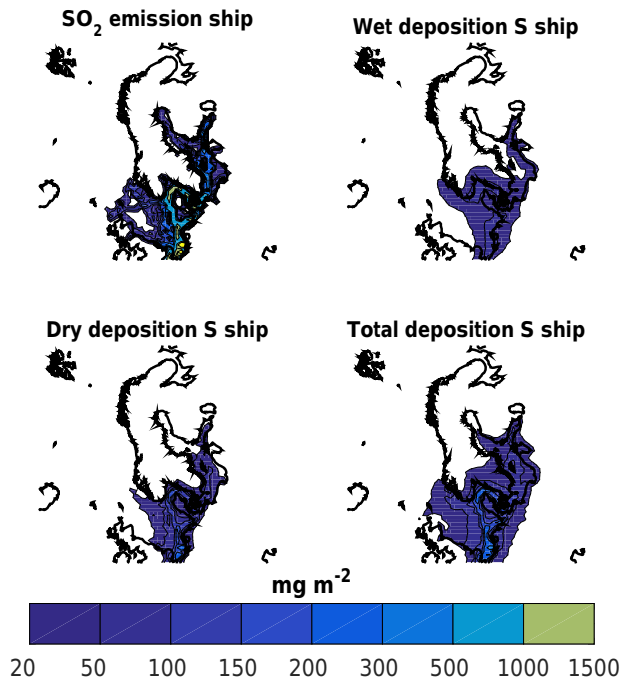 SO2 emission ship
Wet deposition S ship
Dry deposition S ship
Total deposition S ship
mg m-2
20 50 100 150 200 300 500 1000 1500